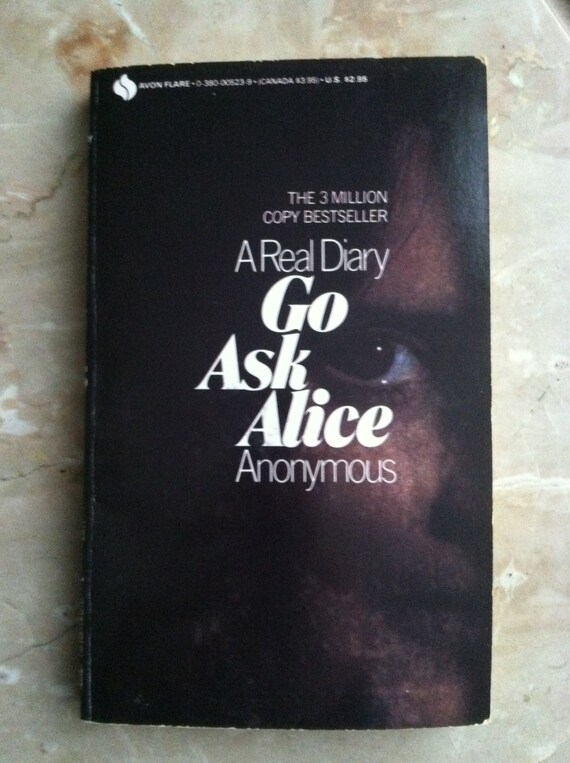 AVON FLARE • 0-380-00523-9 • (CANADA $3.95) • U.S. $2.95
THE 3 MILLION
COPY BESTSELLER
A Real Diary
Go
Ask
Alice
Anonymous